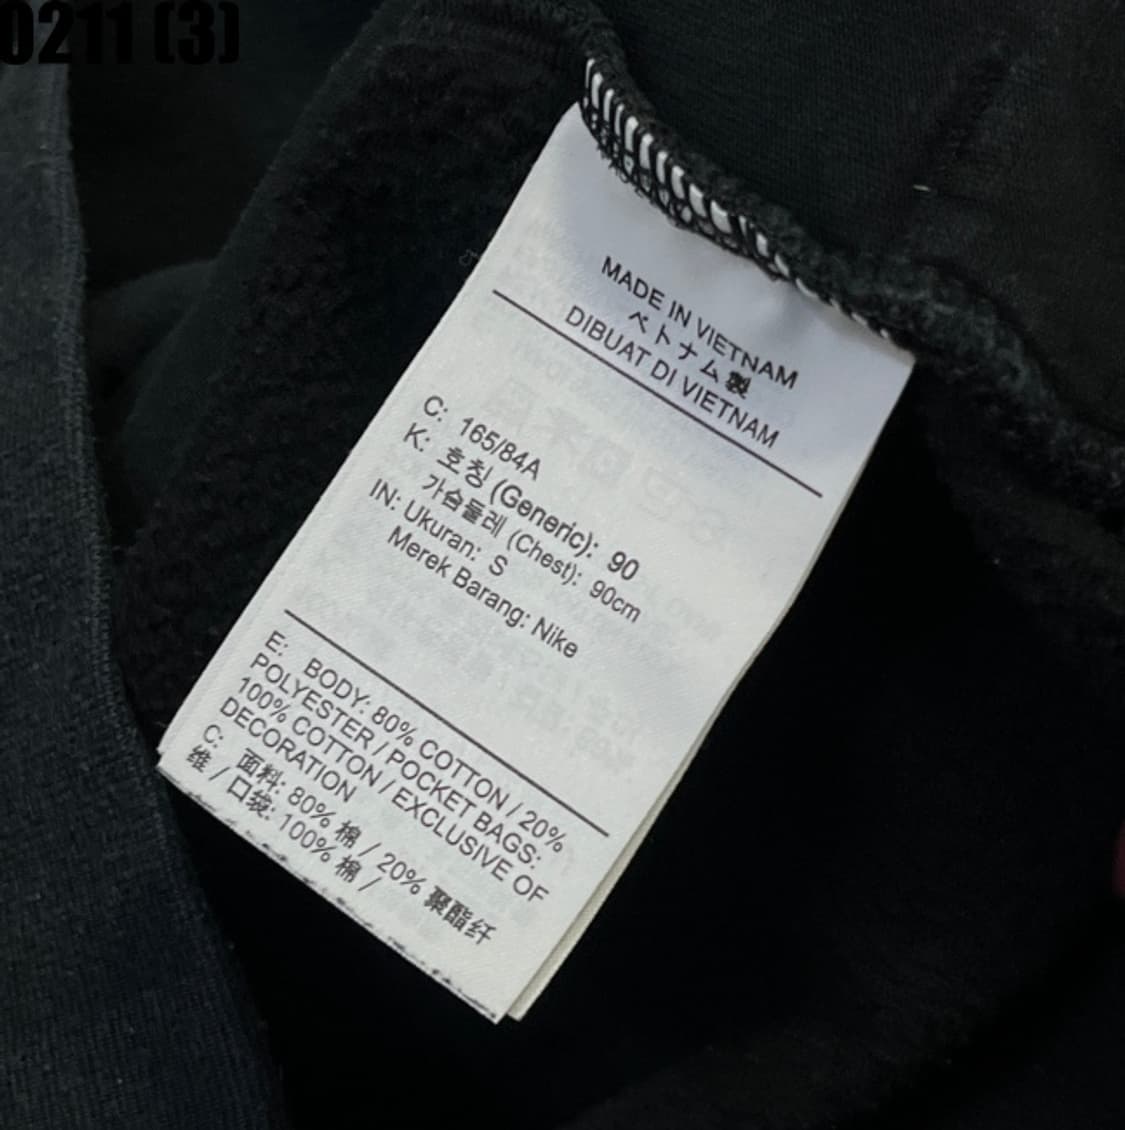 0211 (3)
MADE IN VIETNAM
ベトナム製
DIBUAT DI VIETNAM
C: 165/84A
K: 호칭 (Generic): 90
가슴둘레 (Chest): 90cm
IN: Ukuran: S
Merek Barang: Nike
E: BODY: 80% COTTON / 20%
POLYESTER / POCKET BAGS:
100% COTTON / EXCLUSIVE OF
DECORATION
C: 面料: 80% 棉 / 20% 聚酯纤
维 / 口袋: 100% 棉 /